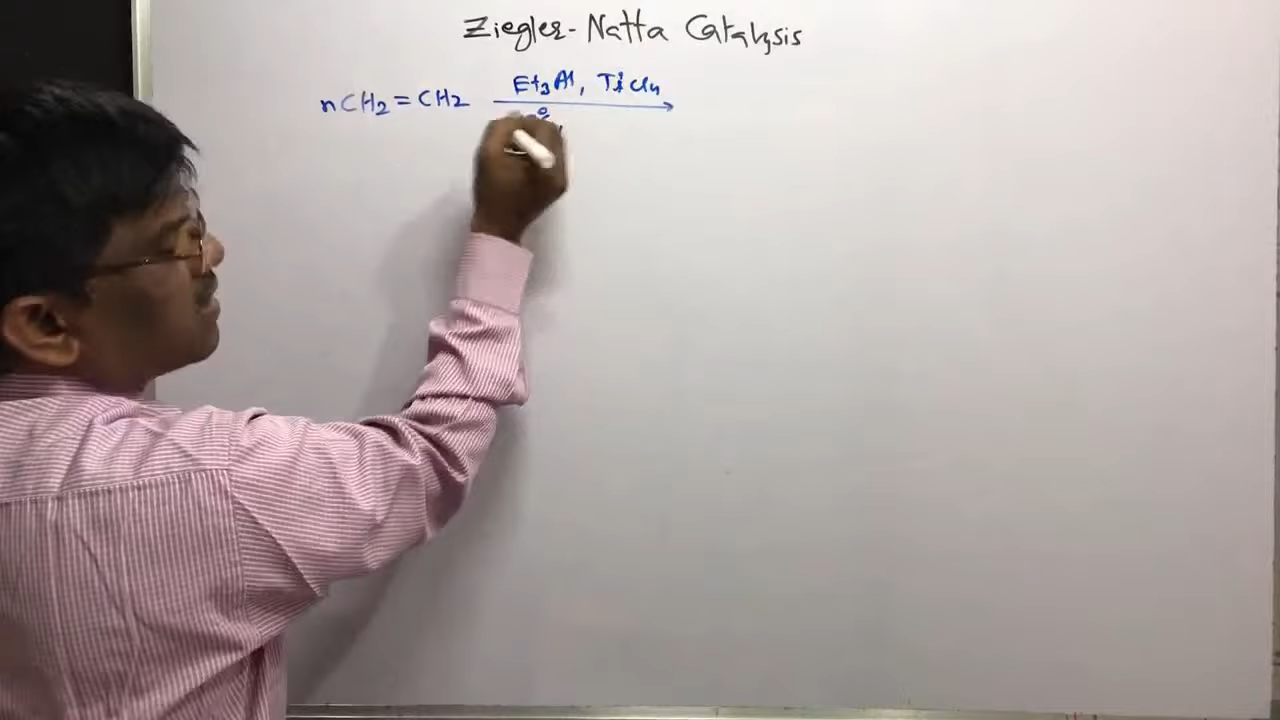 Ziegler-Natta Catalysis
nCH₂=CH₂ Et₃Al, TiCl₄